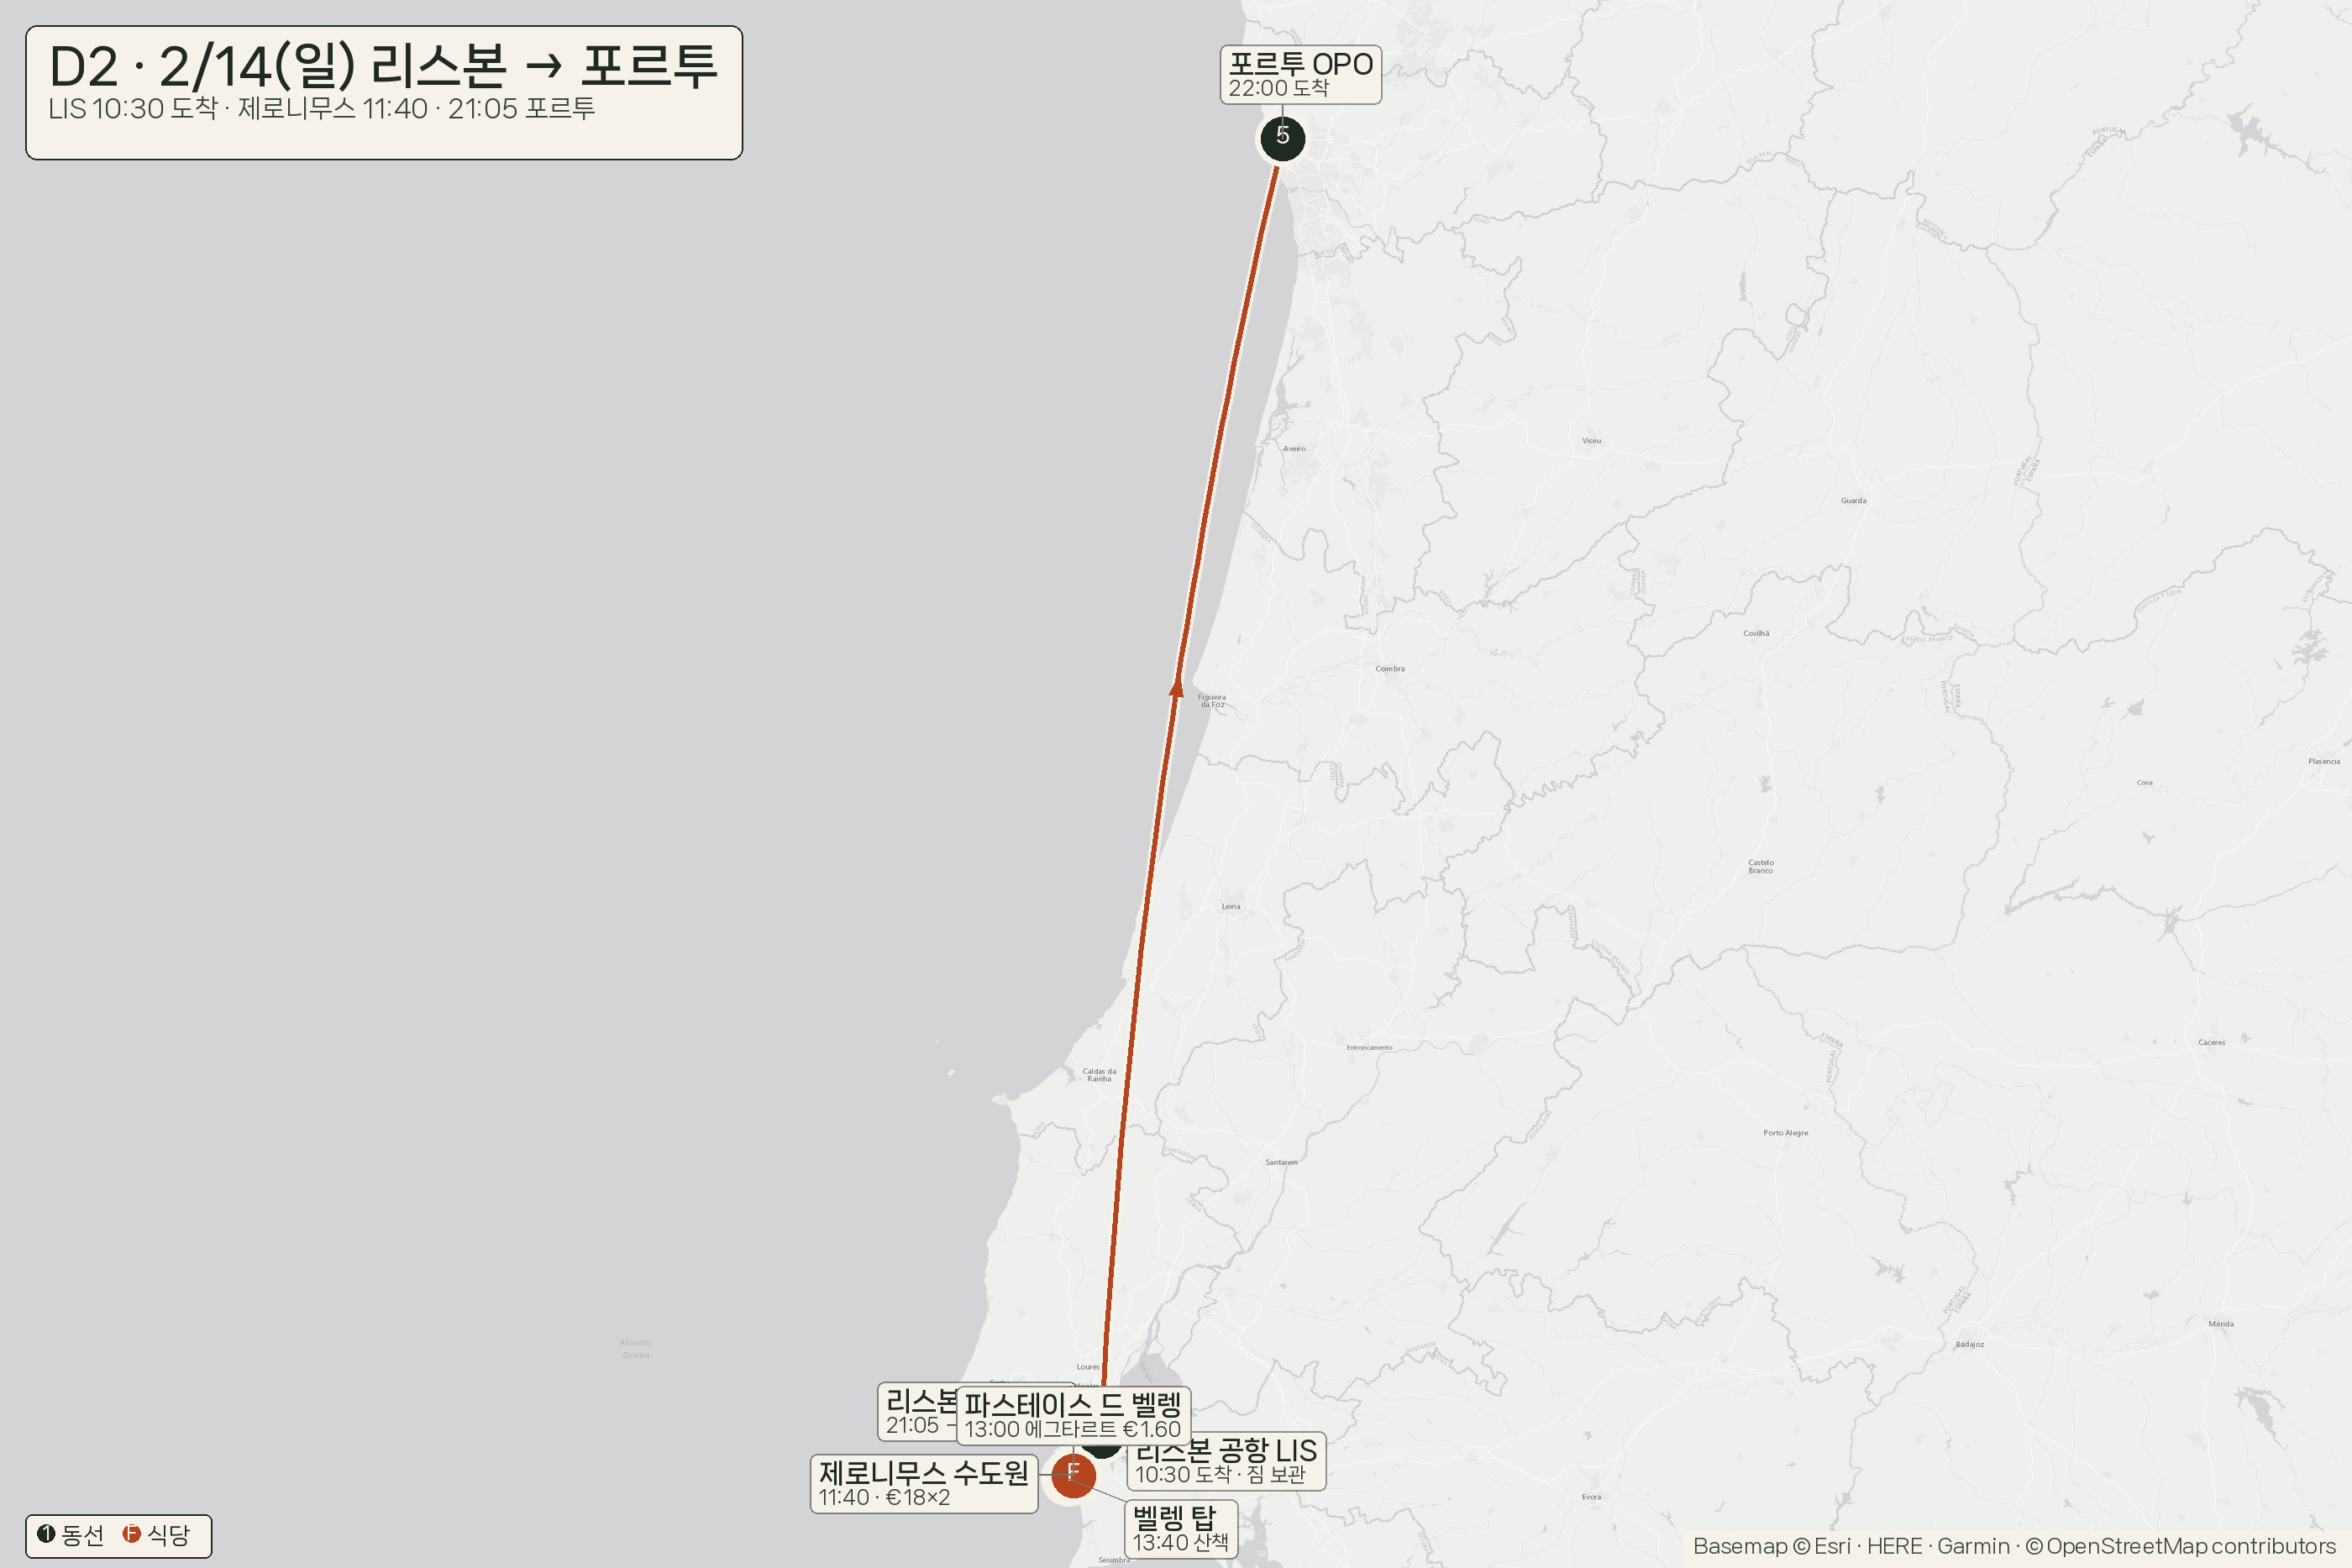 D2 · 2/14(일) 리스본 → 포르투
LIS 10:30 도착 · 제로니무스 11:40 · 21:05 포르투
포르투 OPO
22:00 도착
5
Aveiro
Viseu
Guarda
Covilhã
Coimbra
Figueira
da Foz
Plasencia
Coria
Castelo
Branco
Leiria
Entroncamento
Cáceres
Caldas da
Rainha
Porto Alegre
Santarem
Mérida
Badajoz
Atlantic
Ocean
Loures
리스본
21:05
파스테이스 드 벨렝
13:00 에그타르트 €1.60
리스본 공항 LIS
10:30 도착 · 짐 보관
F
제로니무스 수도원
11:40 · €18×2
벨렝 탑
13:40 산책
Evora
Sesimbra
1 동선 F 식당
Basemap © Esri · HERE · Garmin · © OpenStreetMap contributors